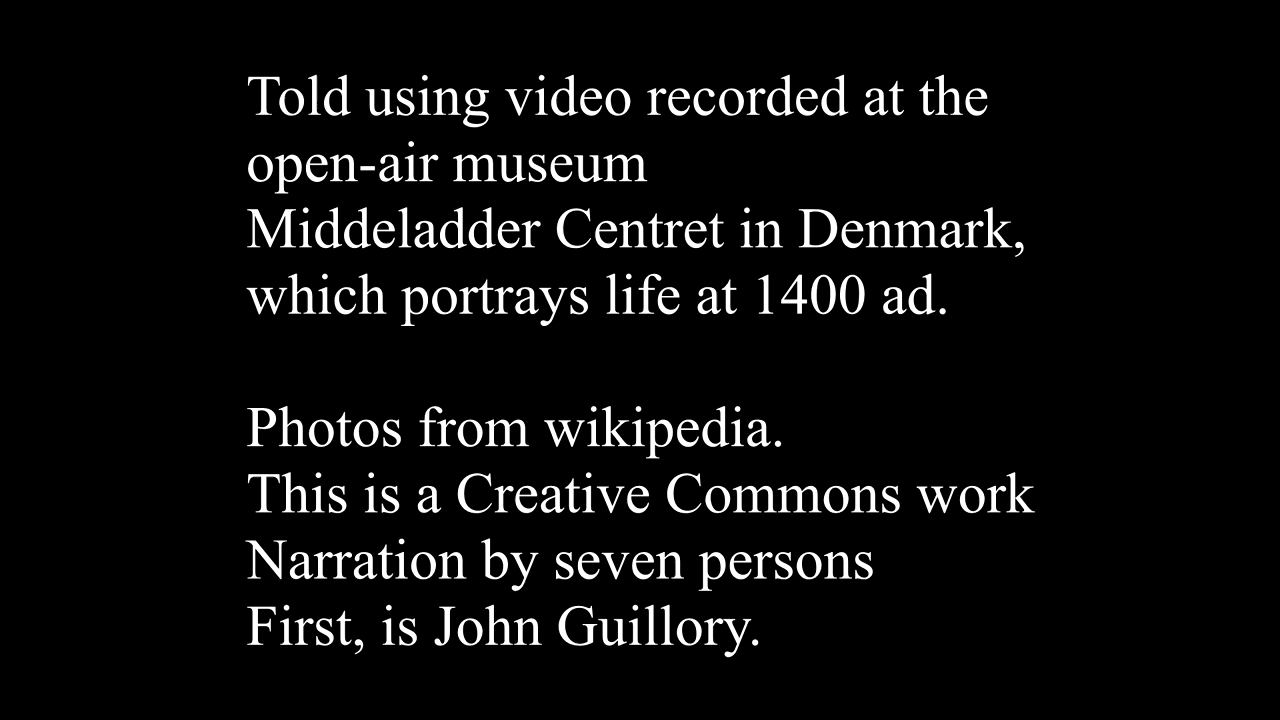 Told using video recorded at the
open-air museum
Middeladder Centret in Denmark,
which portrays life at 1400 ad.
Photos from wikipedia.
This is a Creative Commons work
Narration by seven persons
First, is John Guillory.